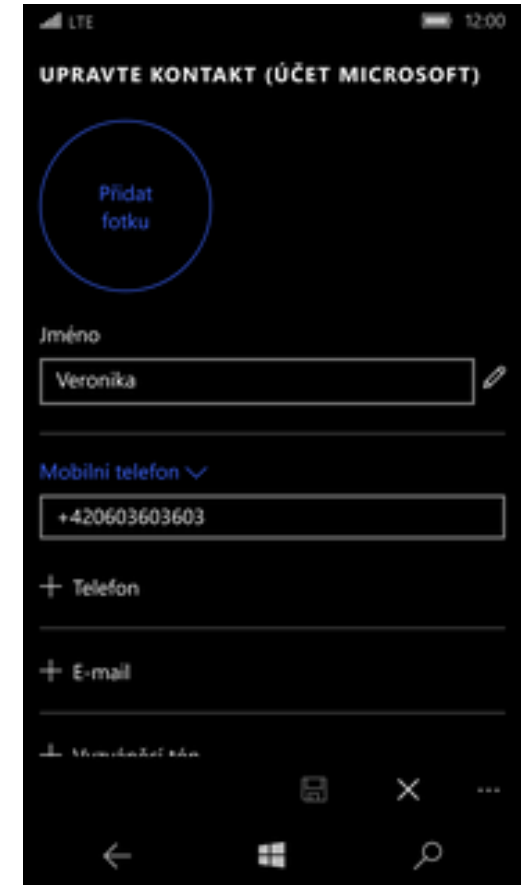 LTE 12:00
UPRAVTE KONTAKT (ÚČET MICROSOFT)
Přidat
fotku
Jméno
Veronika
Mobilní telefon
+420603603603
+ Telefon
+ E-mail